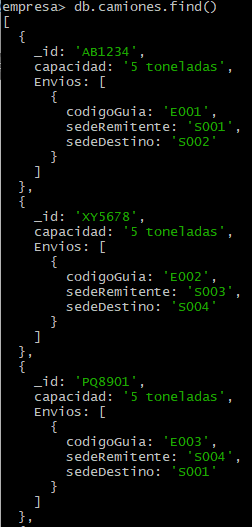 empresa> db.camiones.find()
[
  {
    _id: 'AB1234',
    capacidad: '5 toneladas',
    Envios: [
      {
        codigoGuia: 'E001',
        sedeRemitente: 'S001',
        sedeDestino: 'S002'
      }
    ]
  },
  {
    _id: 'XY5678',
    capacidad: '5 toneladas',
    Envios: [
      {
        codigoGuia: 'E002',
        sedeRemitente: 'S003',
        sedeDestino: 'S004'
      }
    ]
  },
  {
    _id: 'PQ8901',
    capacidad: '5 toneladas',
    Envios: [
      {
        codigoGuia: 'E003',
        sedeRemitente: 'S004',
        sedeDestino: 'S001'
      }
    ]
  },